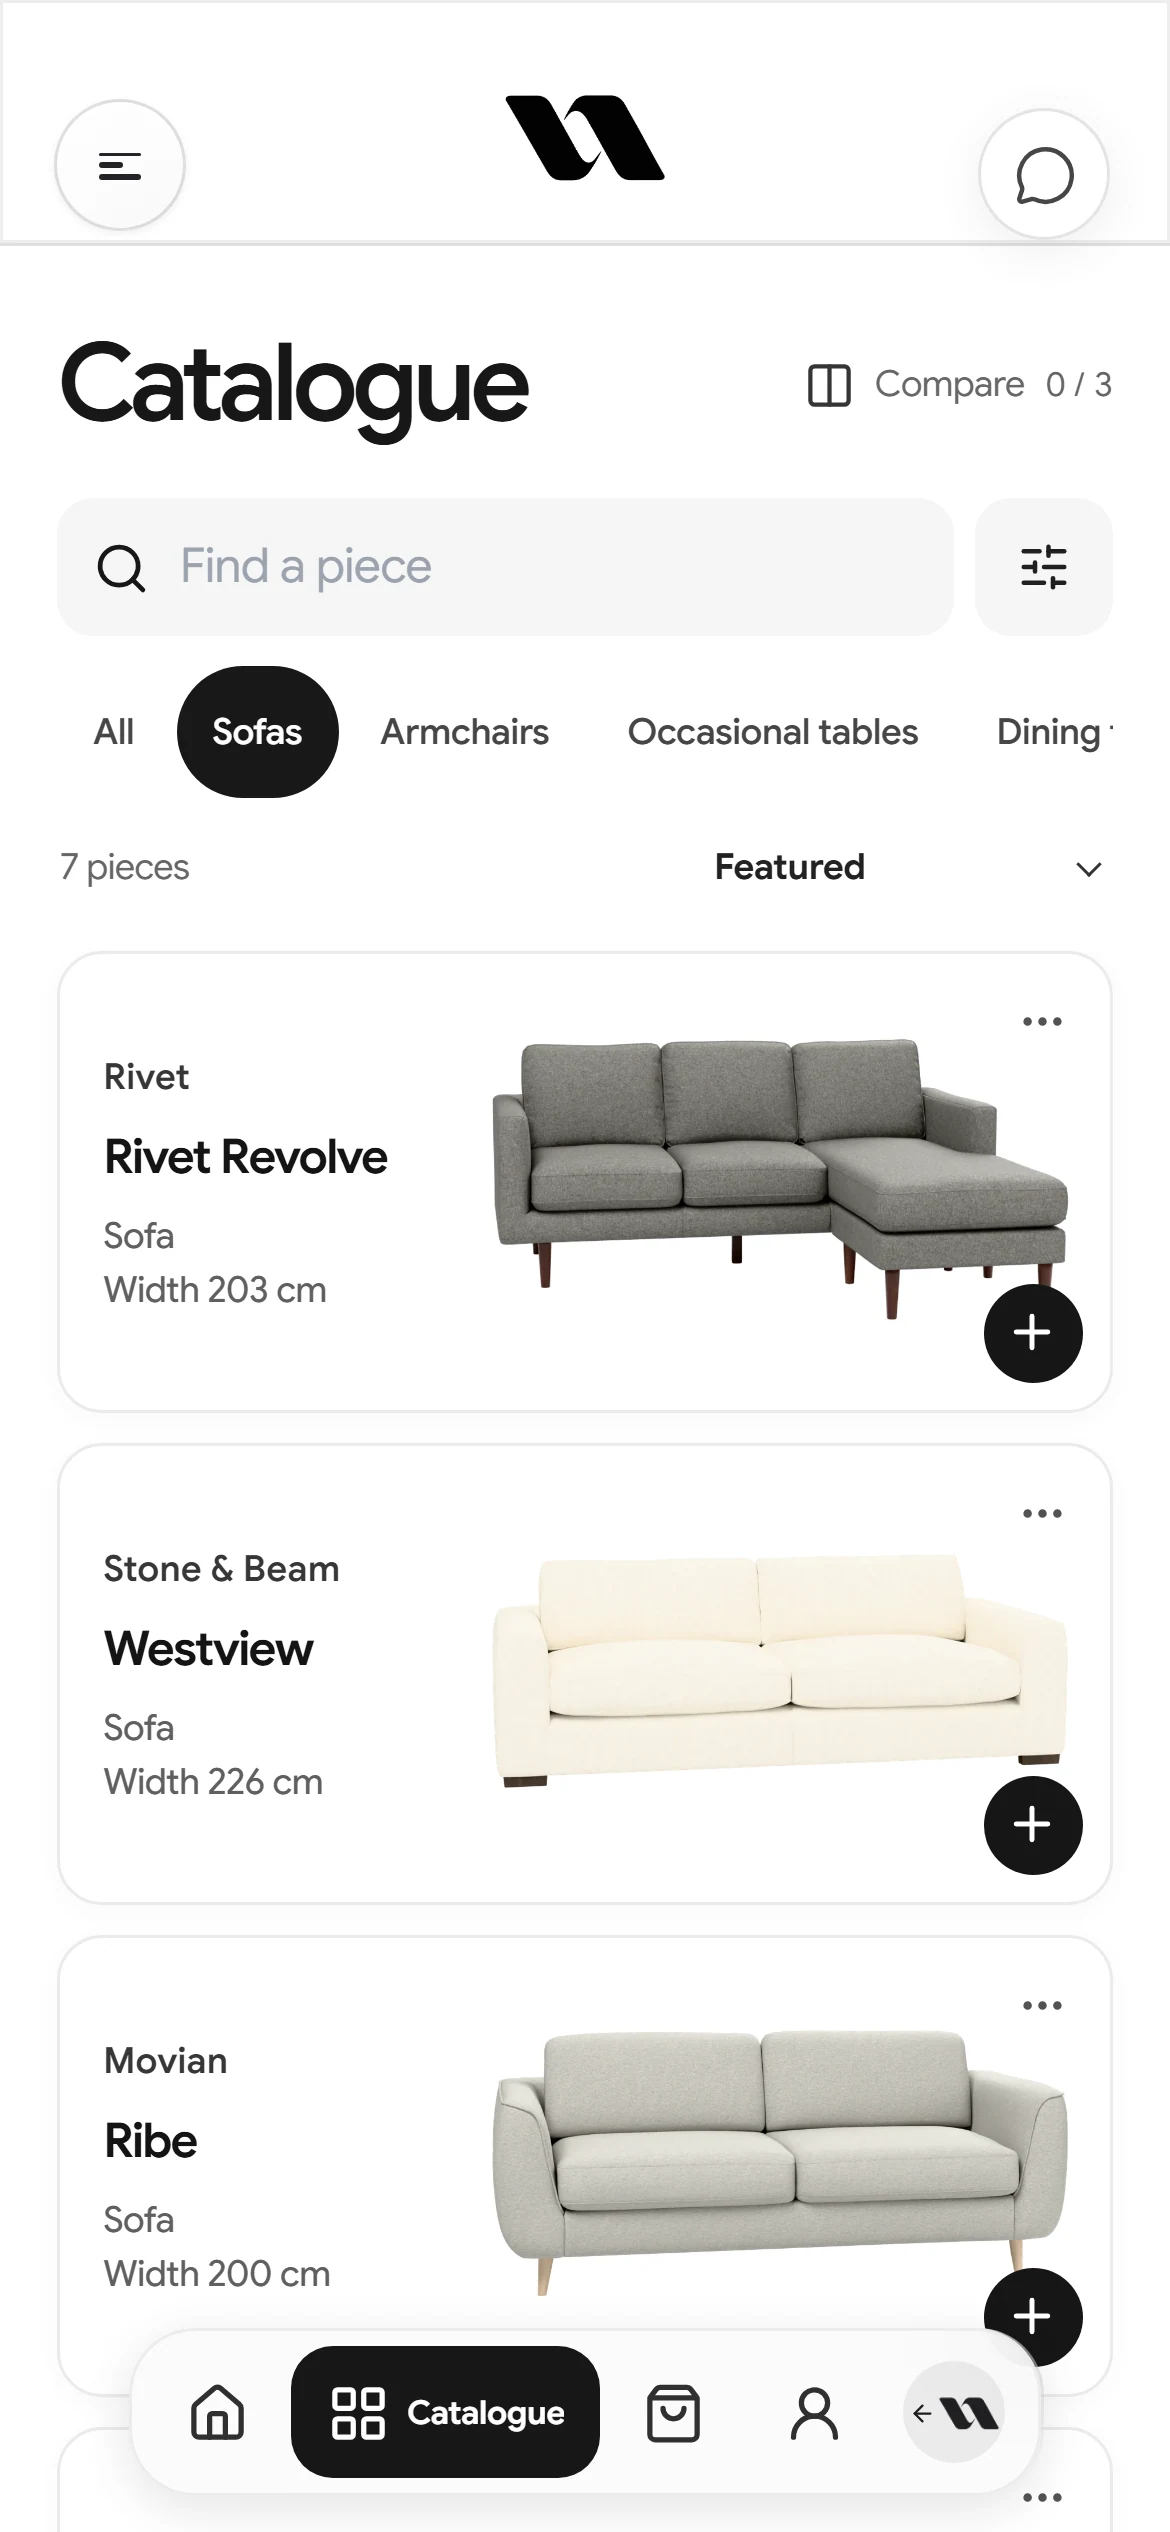 Catalogue
Compare 0 / 3
Find a piece
All Sofas Armchairs Occasional tables Dining
7 pieces
Featured
Rivet
Rivet Revolve
Sofa
Width 203 cm
Stone & Beam
Westview
Sofa
Width 226 cm
Movian
Ribe
Sofa
Width 200 cm
Catalogue